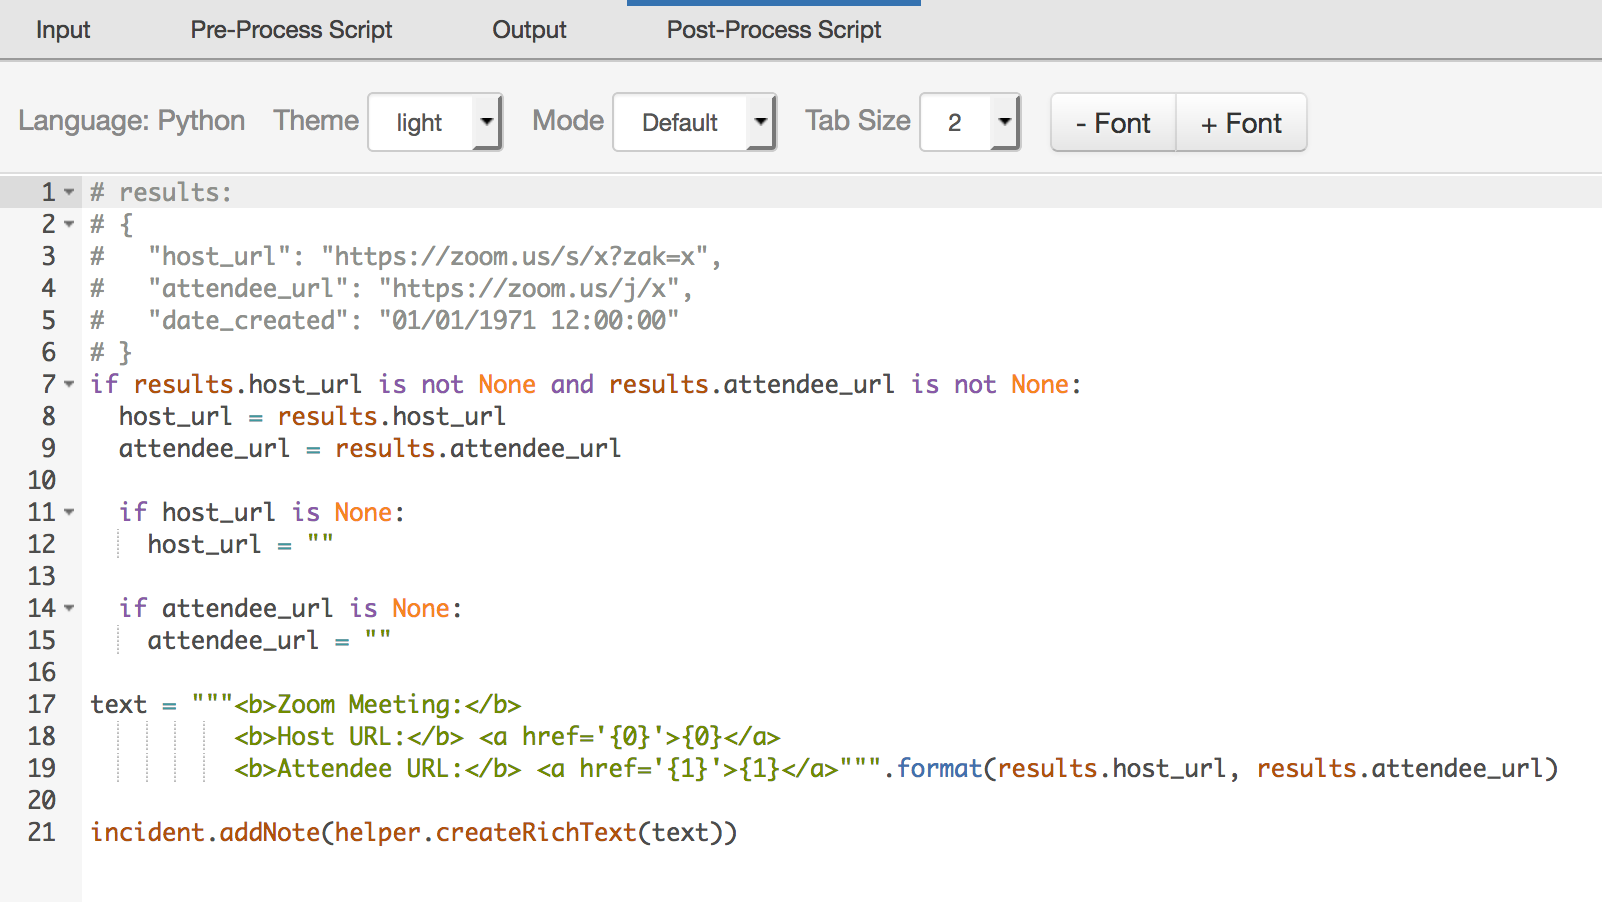 Input Pre-Process Script Output Post-Process Script
Language: Python Theme light Mode Default Tab Size 2 - Font + Font
1 # results:
2 # {
3 #   "host_url": "https://zoom.us/s/x?zak=x",
4 #   "attendee_url": "https://zoom.us/j/x",
5 #   "date_created": "01/01/1971 12:00:00"
6 # }
7 if results.host_url is not None and results.attendee_url is not None:
8   host_url = results.host_url
9   attendee_url = results.attendee_url
10
11   if host_url is None:
12     host_url = ""
13
14   if attendee_url is None:
15     attendee_url = ""
16
17 text = """<b>Zoom Meeting:</b>
18           <b>Host URL:</b> <a href='{0}'>{0}</a>
19           <b>Attendee URL:</b> <a href='{1}'>{1}</a>""".format(results.host_url, results.attendee_url)
20
21 incident.addNote(helper.createRichText(text))